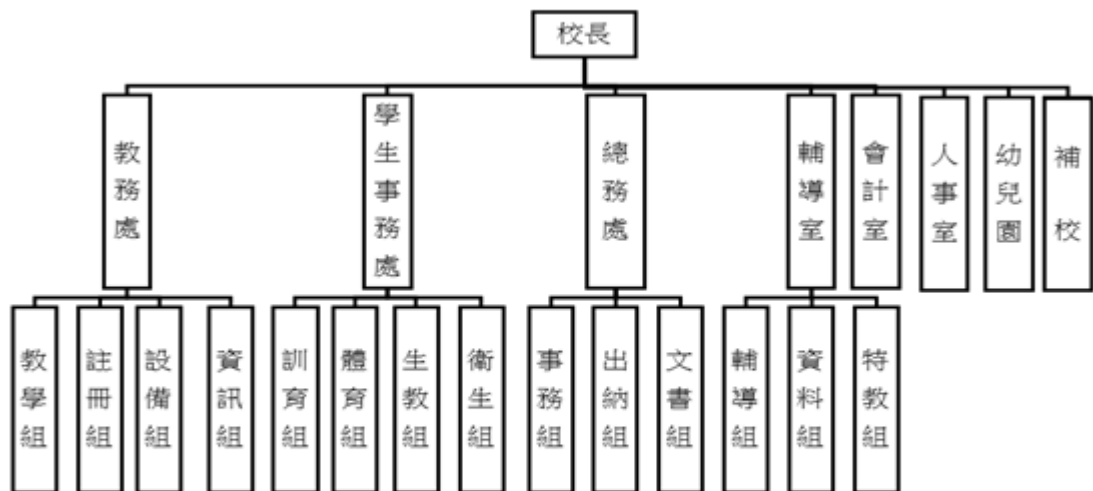 校長
教務處
學生事務處
總務處
輔導室
會計室
人事室
幼兒園
補校
教學組
註冊組
設備組
資訊組
訓育組
體育組
生教組
衛生組
事務組
出納組
文書組
輔導組
資料組
特教組